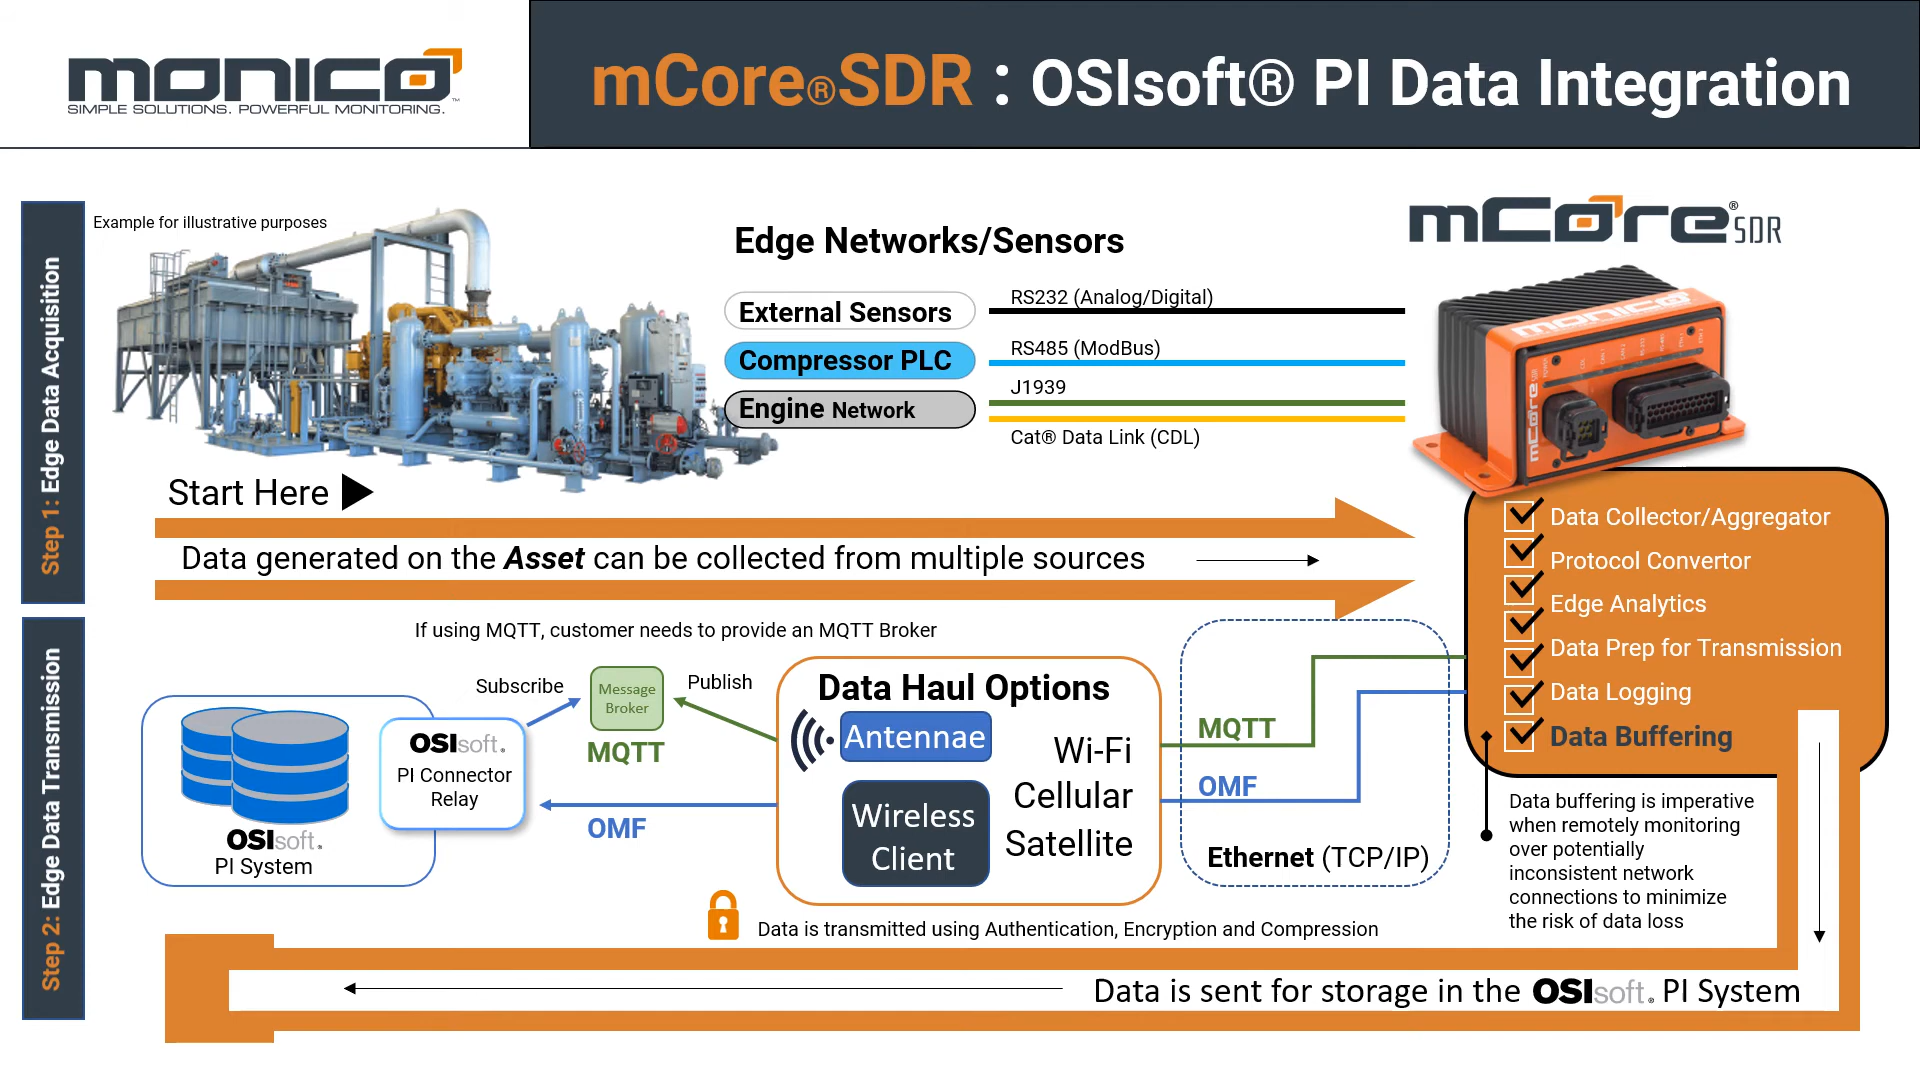 monico™
SIMPLE SOLUTIONS. POWERFUL MONITORING.
mCore®SDR : OSIsoft® PI Data Integration
Step 1: Edge Data Acquisition
Example for illustrative purposes
Edge Networks/Sensors
External Sensors
RS232 (Analog/Digital)
Compressor PLC
RS485 (ModBus)
J1939
Engine Network
Cat® Data Link (CDL)
mCore® SDR
monico
mCore SDR
Start Here
Data generated on the Asset can be collected from multiple sources
Data Collector/Aggregator
Protocol Convertor
Edge Analytics
Data Prep for Transmission
Data Logging
Data Buffering
Step 2: Edge Data Transmission
If using MQTT, customer needs to provide an MQTT Broker
Subscribe
Message
Broker
Publish
MQTT
OSIsoft.
PI Connector
Relay
OMF
OSIsoft.
PI System
Data Haul Options
Antennae
Wireless
Client
Wi-Fi
Cellular
Satellite
MQTT
OMF
Ethernet (TCP/IP)
Data buffering is imperative
when remotely monitoring
over potentially
inconsistent network
connections to minimize
the risk of data loss
Data is transmitted using Authentication, Encryption and Compression
Data is sent for storage in the OSIsoft. PI System